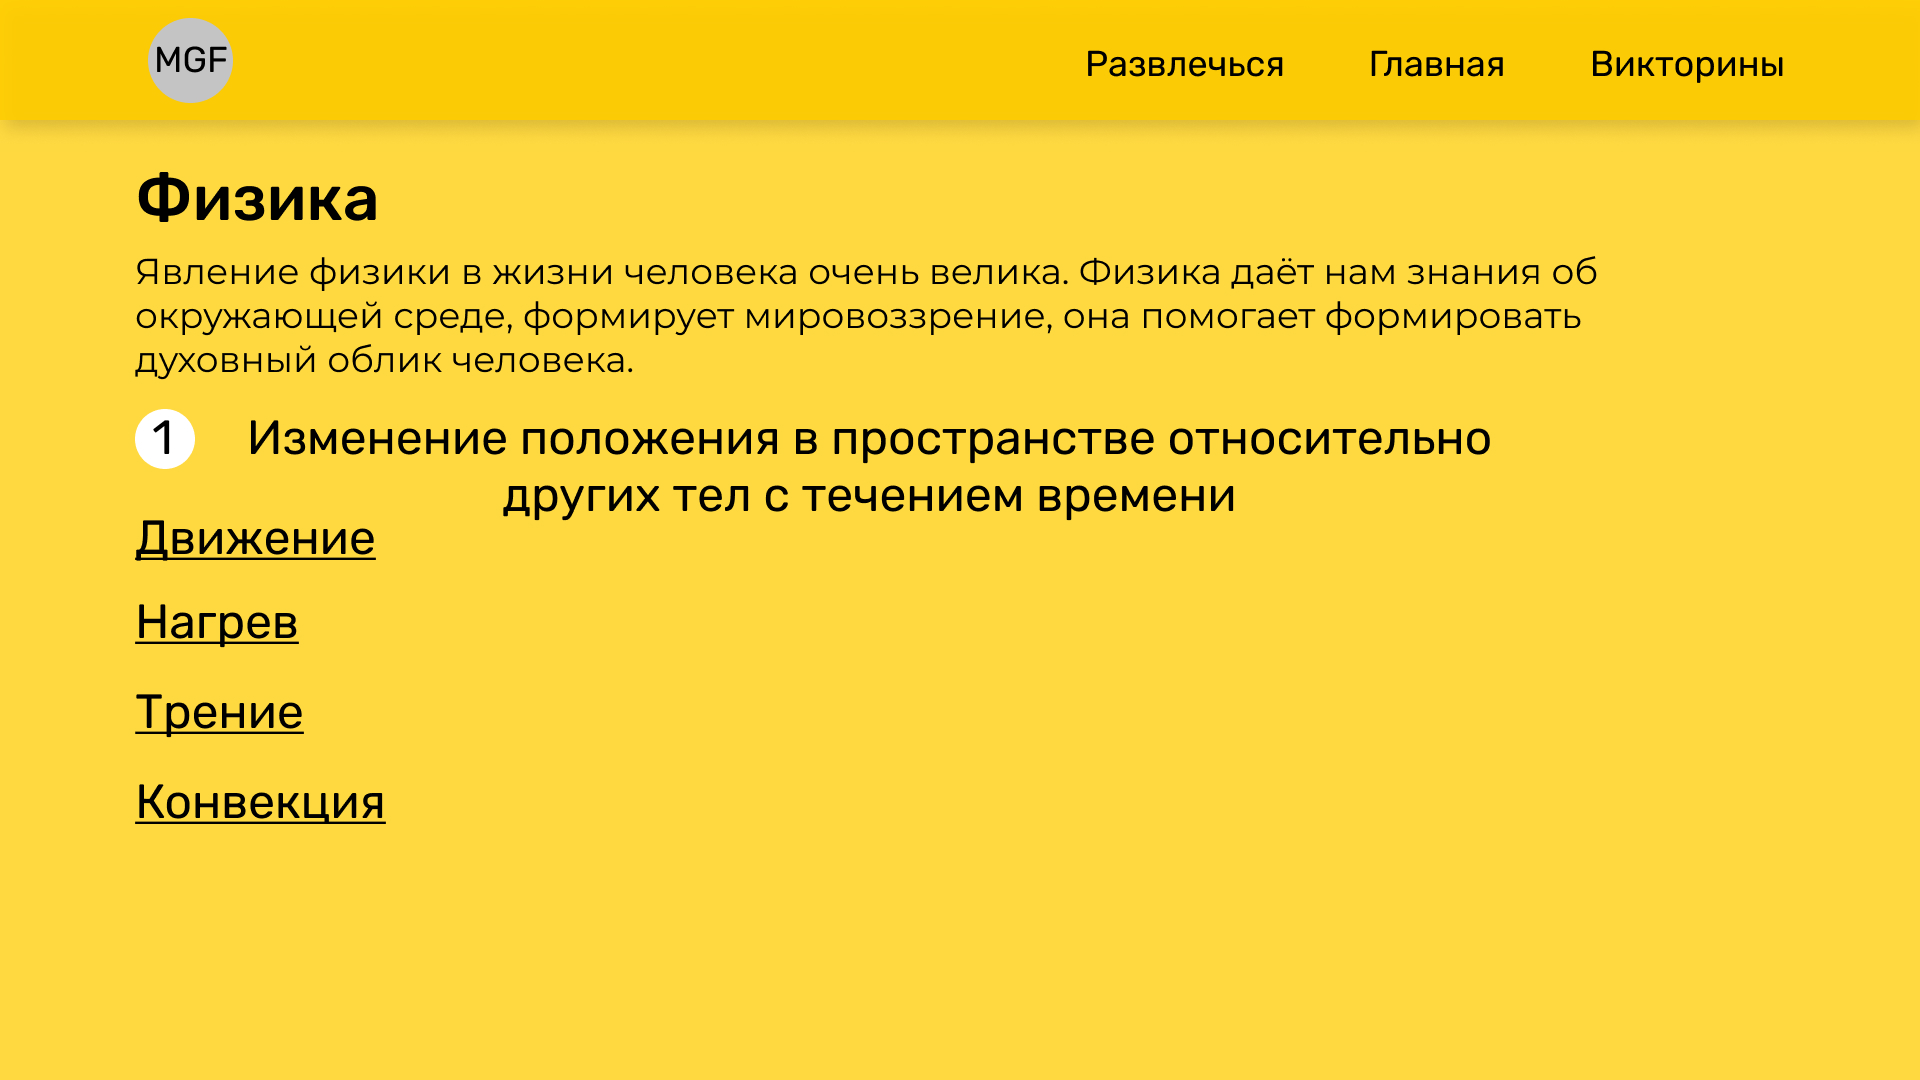 MGF
Развлечься
Главная
Викторины
Физика
Явление физики в жизни человека очень велика. Физика даёт нам знания об
окружающей среде, формирует мировоззрение, она помогает формировать
духовный облик человека.
1 Изменение положения в пространстве относительно
других тел с течением времени
Движение
Нагрев
Трение
Конвекция